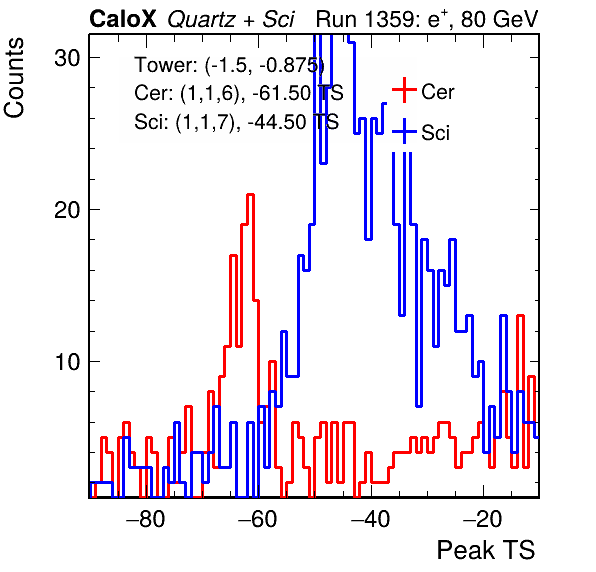 CaloX Quartz + Sci Run 1359: e+, 80 GeV
Counts
Tower: (-1.5, -0.875)
Cer: (1,1,6), -61.50 TS
Sci: (1,1,7), -44.50 TS
Cer
Sci
30
20
10
−80 −60 −40 −20
Peak TS